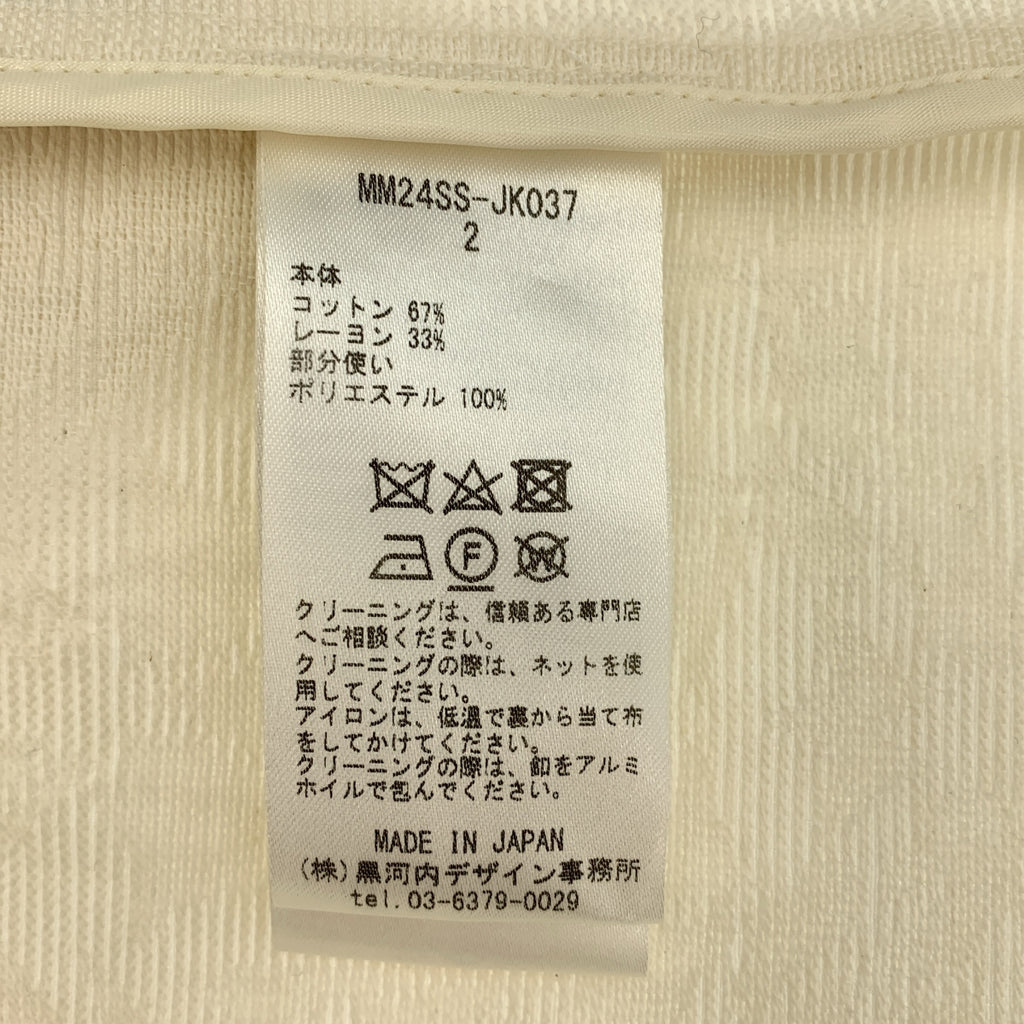 MM24SS-JK037
2
本体
コットン 67%
レーヨン 33%
部分使い
ポリエステル 100%
F
W
クリーニングは、信頼ある専門店
へご相談ください。
クリーニングの際は、ネットを使
用してください。
アイロンは、低温で裏から当て布
をしてかけてください。
クリーニングの際は、釦をアルミ
ホイルで包んでください。
MADE IN JAPAN
(株)黒河内デザイン事務所
tel.03-6379-0029